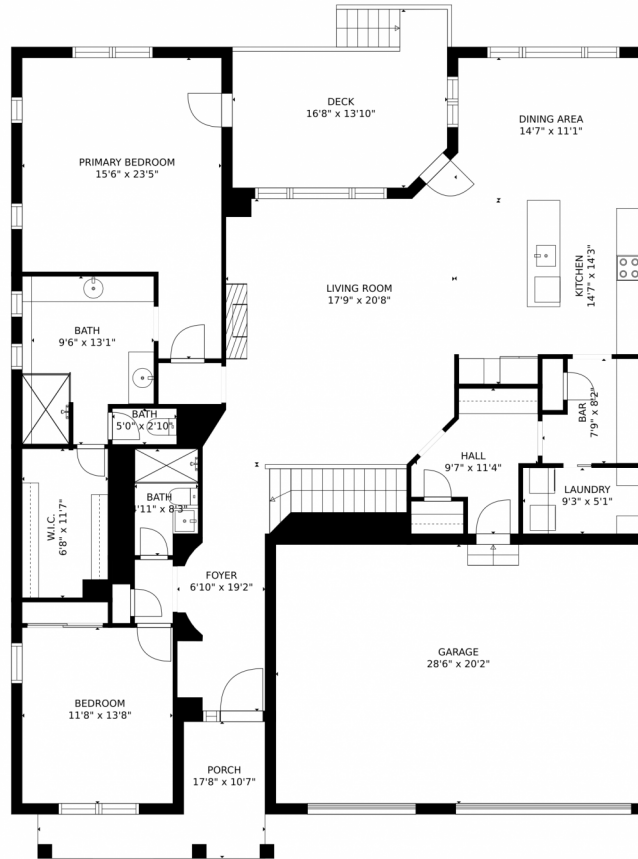 DECK
16'8" x 13'10"
DINING AREA
14'7" x 11'1"
PRIMARY BEDROOM
15'6" x 23'5"
KITCHEN
14'7" x 14'3"
LIVING ROOM
17'9" x 20'8"
BATH
9'6" x 13'1"
BAR
7'9" x 8'2"
BATH
5'0" x 2'10"
HALL
9'7" x 11'4"
LAUNDRY
9'3" x 5'1"
BATH
11" x 8'3"
W.I.C.
6'8" x 11'7"
FOYER
6'10" x 19'2"
GARAGE
28'6" x 20'2"
BEDROOM
11'8" x 13'8"
PORCH
17'8" x 10'7"